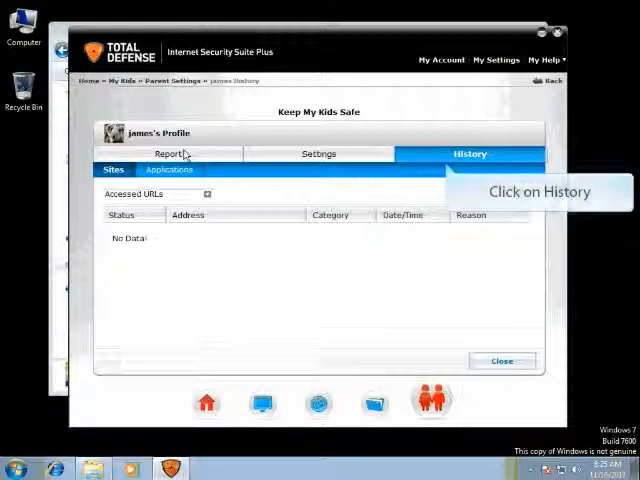 Computer
Recycle Bin
TOTAL DEFENSE Internet Security Suite Plus
My Account My Settings My Help
Home My Kids Parent Settings james:History
Back
Keep My Kids Safe
james's Profile
Report Settings History
Sites Applications
Click on History
Accessed URLs
Status Address Category Date/Time Reason
No Data
Close
Windows 7
Build 7600
This copy of Windows is not genuine
8:25 AM